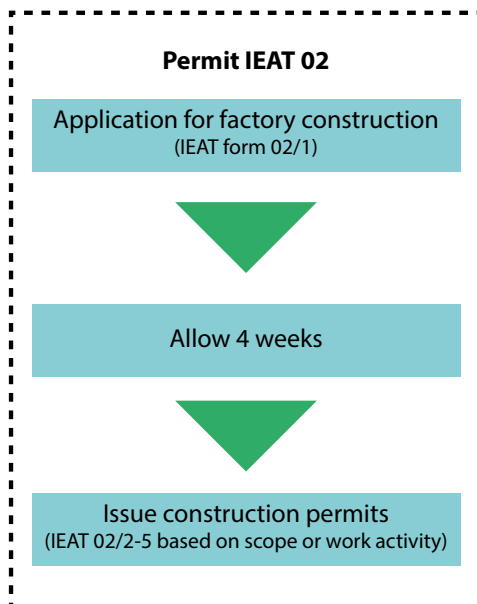 Permit IEAT 02
Application for factory construction
(IEAT form 02/1)
Allow 4 weeks
Issue construction permits
(IEAT 02/2-5 based on scope or work activity)